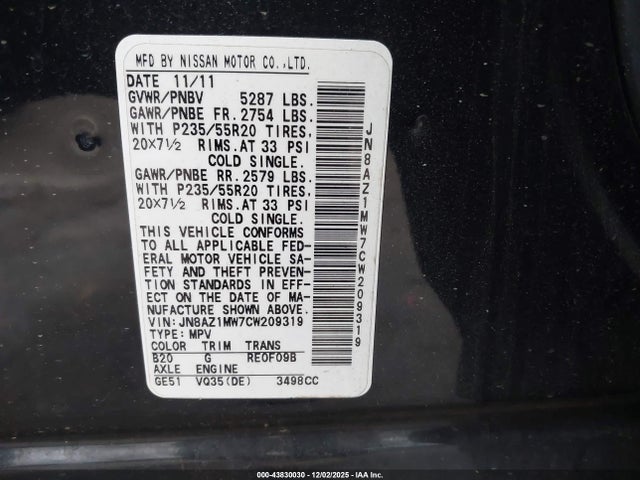 MFD BY NISSAN MOTOR CO.,LTD.
DATE 11/11
GVWR/PNBV 5287 LBS.
GAWR/PNBE FR. 2754 LBS.
WITH P235/55R20 TIRES,
20X7½ RIMS.AT 33 PSI
COLD SINGLE.
GAWR/PNBE RR. 2579 LBS.
WITH P235/55R20 TIRES,
20X7½ RIMS.AT 33 PSI
COLD SINGLE.
THIS VEHICLE CONFORMS
TO ALL APPLICABLE FED-
ERAL MOTOR VEHICLE SA-
FETY AND THEFT PREVEN-
TION STANDARDS IN EFF-
ECT ON THE DATE OF MA-
NUFACTURE SHOWN ABOVE.
VIN:JN8AZ1MW7CW209319
TYPE: MPV
COLOR TRIM TRANS
B20 G RE0F09B
AXLE ENGINE
GE51 VQ35(DE) 3498CC
JN8AZ1MW7CW209319
000-43830030 - 12/02/2025 - IAA Inc.